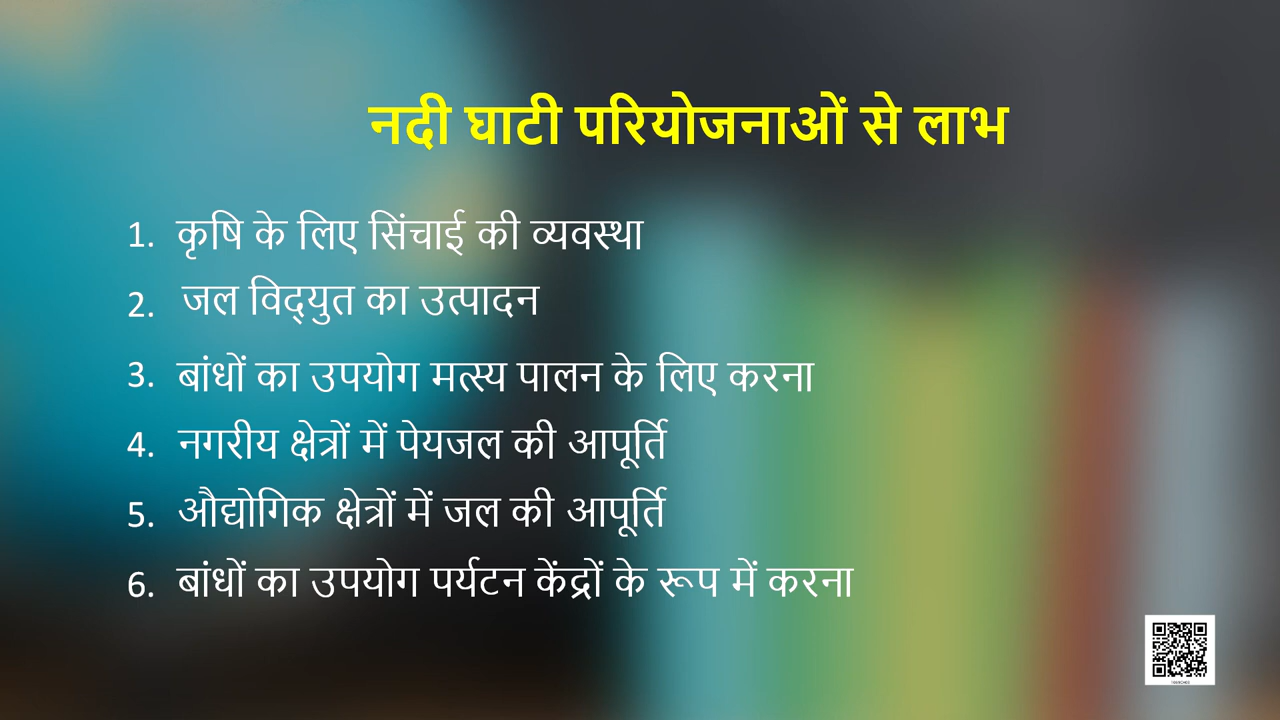 नदी घाटी परियोजनाओं से लाभ
1. कृषि के लिए सिंचाई की व्यवस्था
2. जल विद्युत का उत्पादन
3. बांधों का उपयोग मत्स्य पालन के लिए करना
4. नगरीय क्षेत्रों में पेयजल की आपूर्ति
5. औद्योगिक क्षेत्रों में जल की आपूर्ति
6. बांधों का उपयोग पर्यटन केंद्रों के रूप में करना